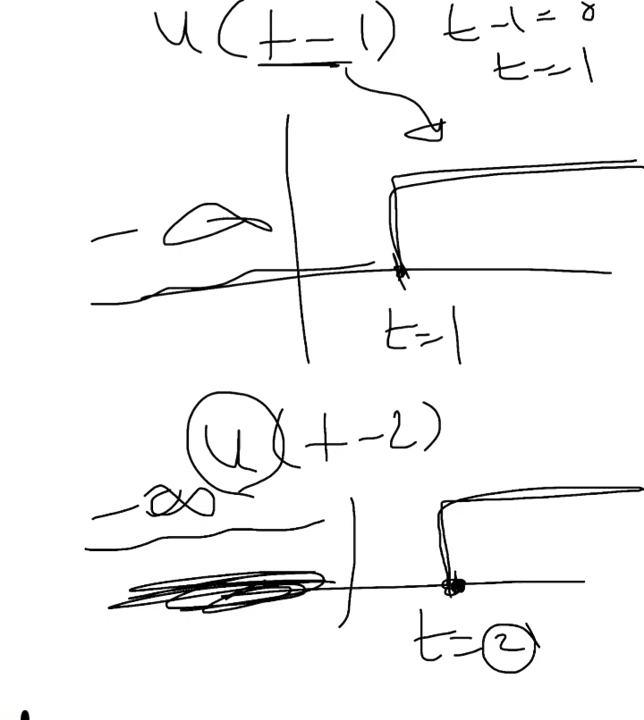 u(t-1) t-1=0
t=1
-∞
t=1
u(t-2)
-∞
t=2